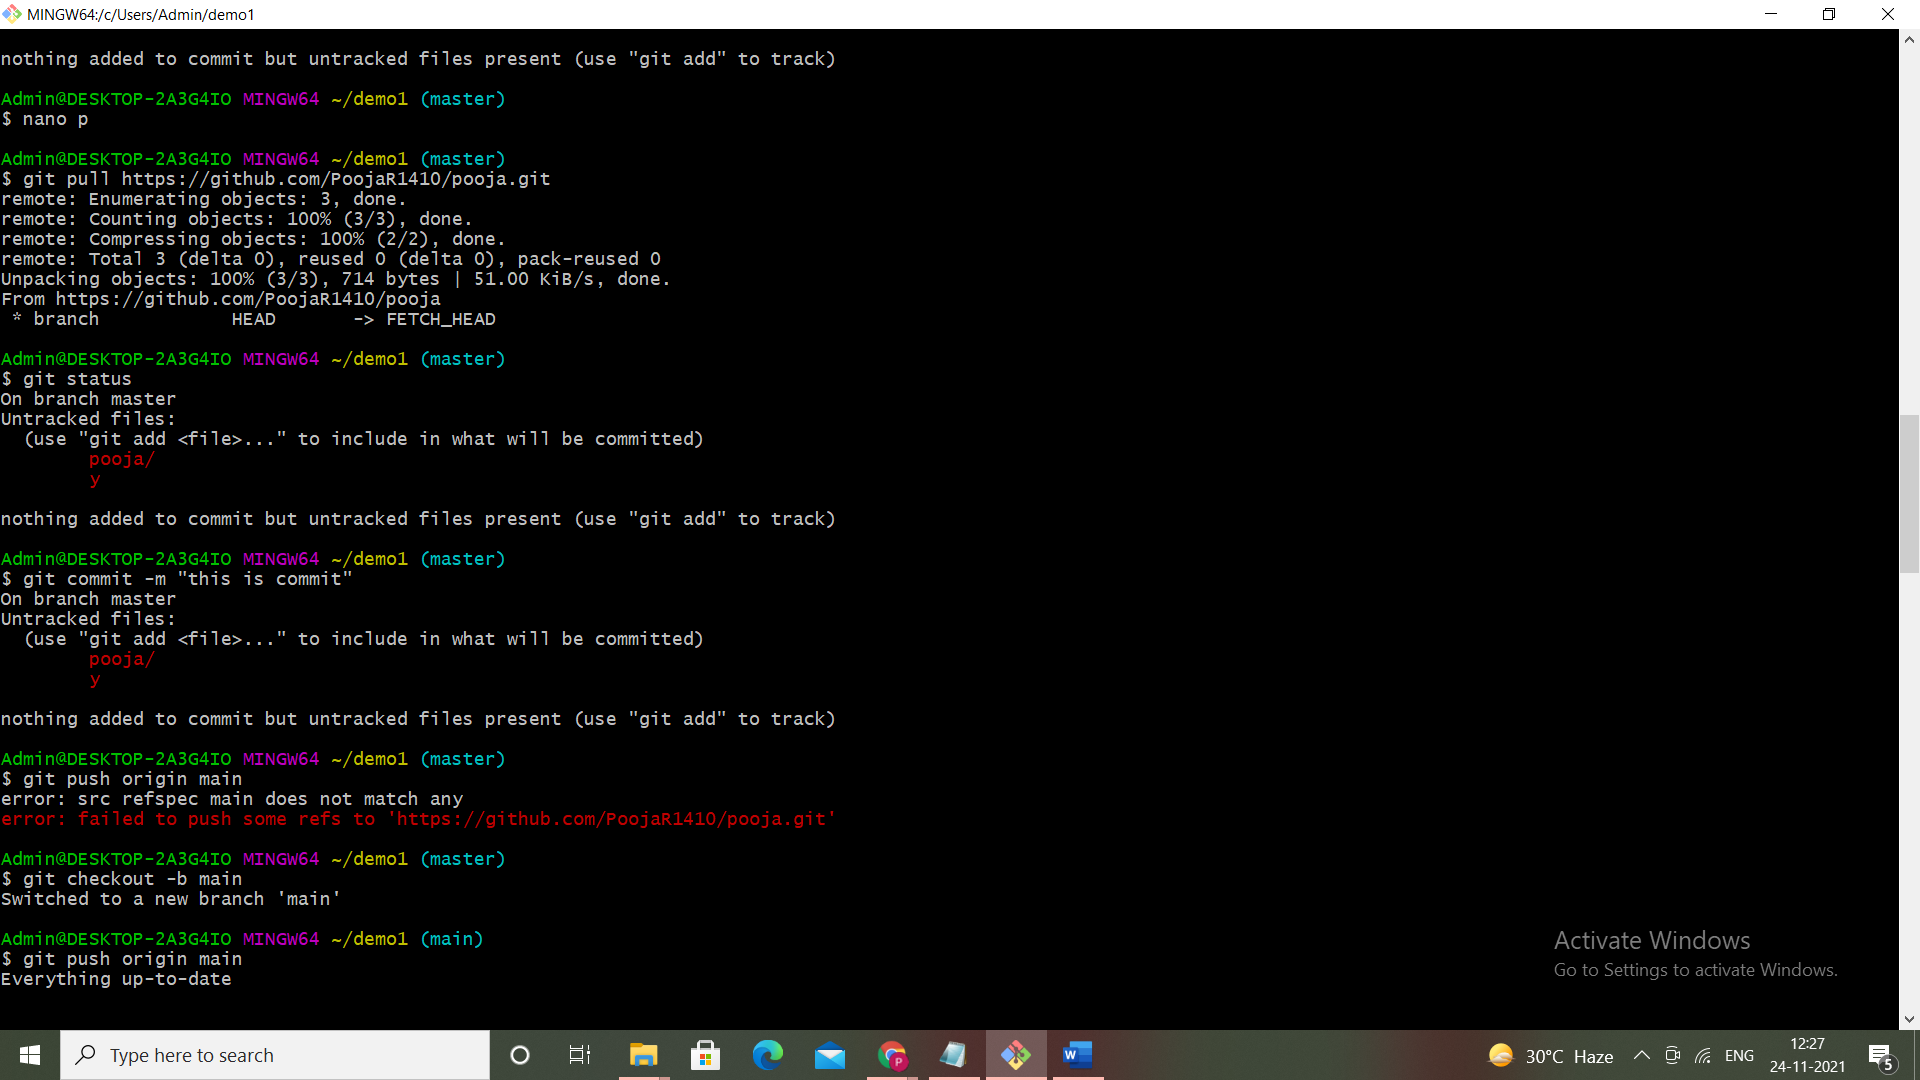 MINGW64:/c/Users/Admin/demo1
nothing added to commit but untracked files present (use "git add" to track)
Admin@DESKTOP-2A3G4IO MINGW64 ~/demo1 (master)
$ nano p
Admin@DESKTOP-2A3G4IO MINGW64 ~/demo1 (master)
$ git pull https://github.com/PoojaR1410/pooja.git
remote: Enumerating objects: 3, done.
remote: Counting objects: 100% (3/3), done.
remote: Compressing objects: 100% (2/2), done.
remote: Total 3 (delta 0), reused 0 (delta 0), pack-reused 0
Unpacking objects: 100% (3/3), 714 bytes | 51.00 KiB/s, done.
From https://github.com/PoojaR1410/pooja
 * branch            HEAD       -> FETCH_HEAD
Admin@DESKTOP-2A3G4IO MINGW64 ~/demo1 (master)
$ git status
On branch master
Untracked files:
  (use "git add <file>..." to include in what will be committed)
        pooja/
        y
nothing added to commit but untracked files present (use "git add" to track)
Admin@DESKTOP-2A3G4IO MINGW64 ~/demo1 (master)
$ git commit -m "this is commit"
On branch master
Untracked files:
  (use "git add <file>..." to include in what will be committed)
        pooja/
        y
nothing added to commit but untracked files present (use "git add" to track)
Admin@DESKTOP-2A3G4IO MINGW64 ~/demo1 (master)
$ git push origin main
error: src refspec main does not match any
error: failed to push some refs to 'https://github.com/PoojaR1410/pooja.git'
Admin@DESKTOP-2A3G4IO MINGW64 ~/demo1 (master)
$ git checkout -b main
Switched to a new branch 'main'
Admin@DESKTOP-2A3G4IO MINGW64 ~/demo1 (main)
$ git push origin main
Everything up-to-date
Activate Windows
Go to Settings to activate Windows.
Type here to search
P
W
30°C Haze
ENG
12:27
24-11-2021
5